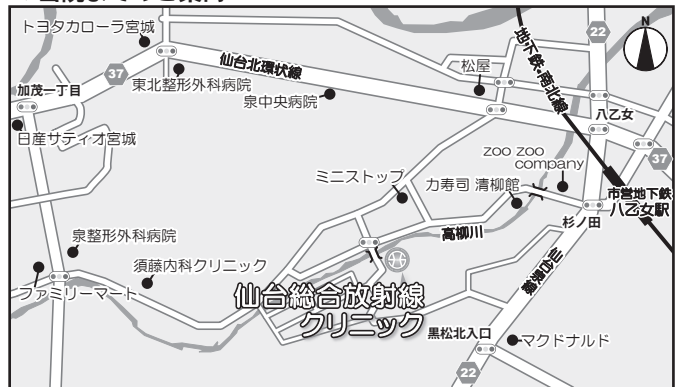 トヨタカローラ宮城
22
N
地下鉄・南北線
仙台北環状線
松屋
37
東北整形外科病院
加茂一丁目
泉中央病院
八乙女
日産サティオ宮城
zoo zoo
company
37
ミニストップ
力寿司 清柳館
市営地下鉄
八乙女駅
杉ノ田
高柳川
泉整形外科病院
須藤内科クリニック
ファミリーマート
仙台総合放射線
クリニック
黒松北入口
マクドナルド
22